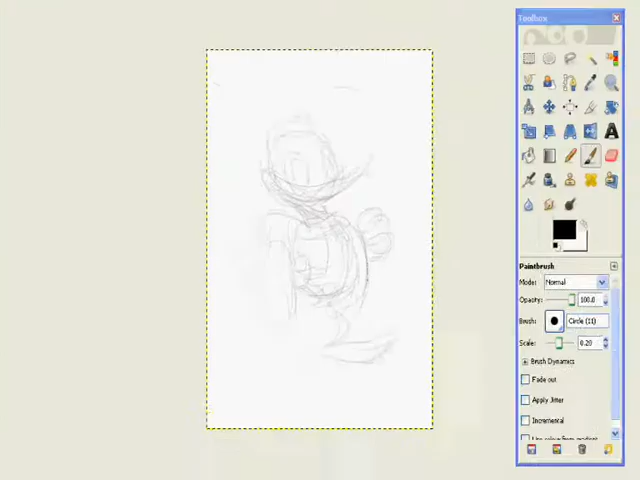 Toolbox
Paintbrush
Mode: Normal
Opacity: 100.0
Brush: Circle (11)
Scale: 0.20
Brush Dynamics
Fade out
Apply Jitter
Incremental